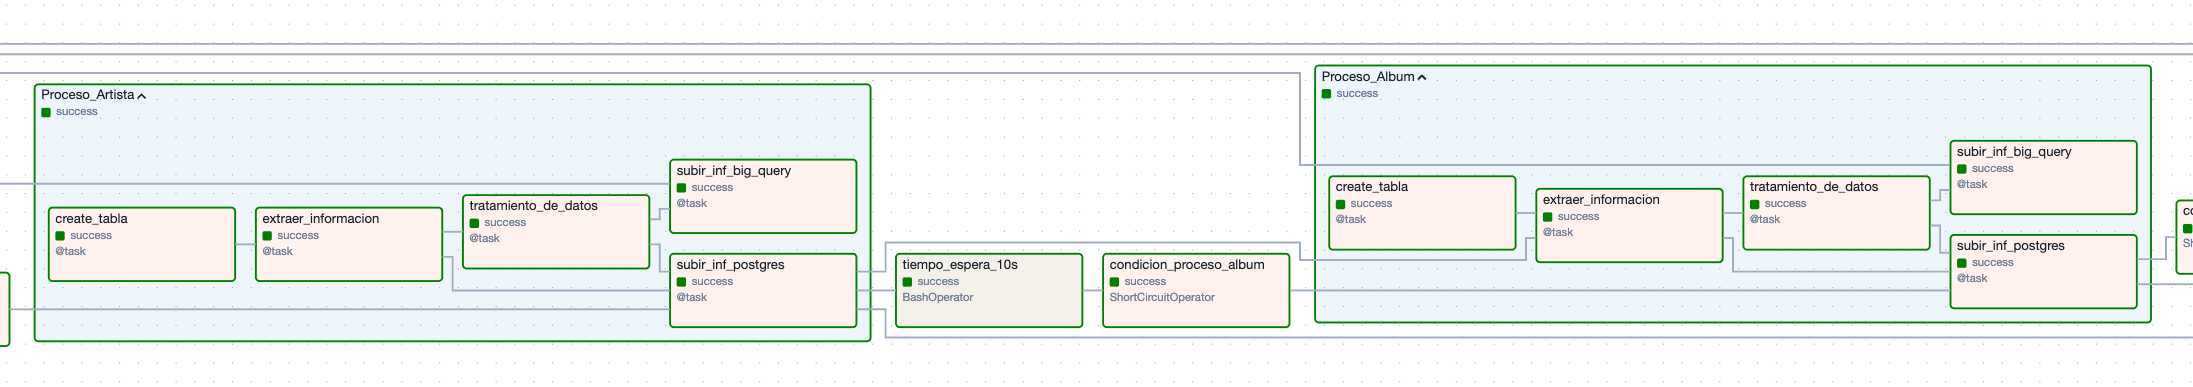 Proceso_Artista
success
create_tabla
success
@task
extraer_informacion
success
@task
tratamiento_de_datos
success
@task
subir_inf_big_query
success
@task
subir_inf_postgres
success
@task
tiempo_espera_10s
success
BashOperator
condicion_proceso_album
success
ShortCircuitOperator
Proceso_Album
success
create_tabla
success
@task
extraer_informacion
success
@task
tratamiento_de_datos
success
@task
subir_inf_big_query
success
@task
subir_inf_postgres
success
@task